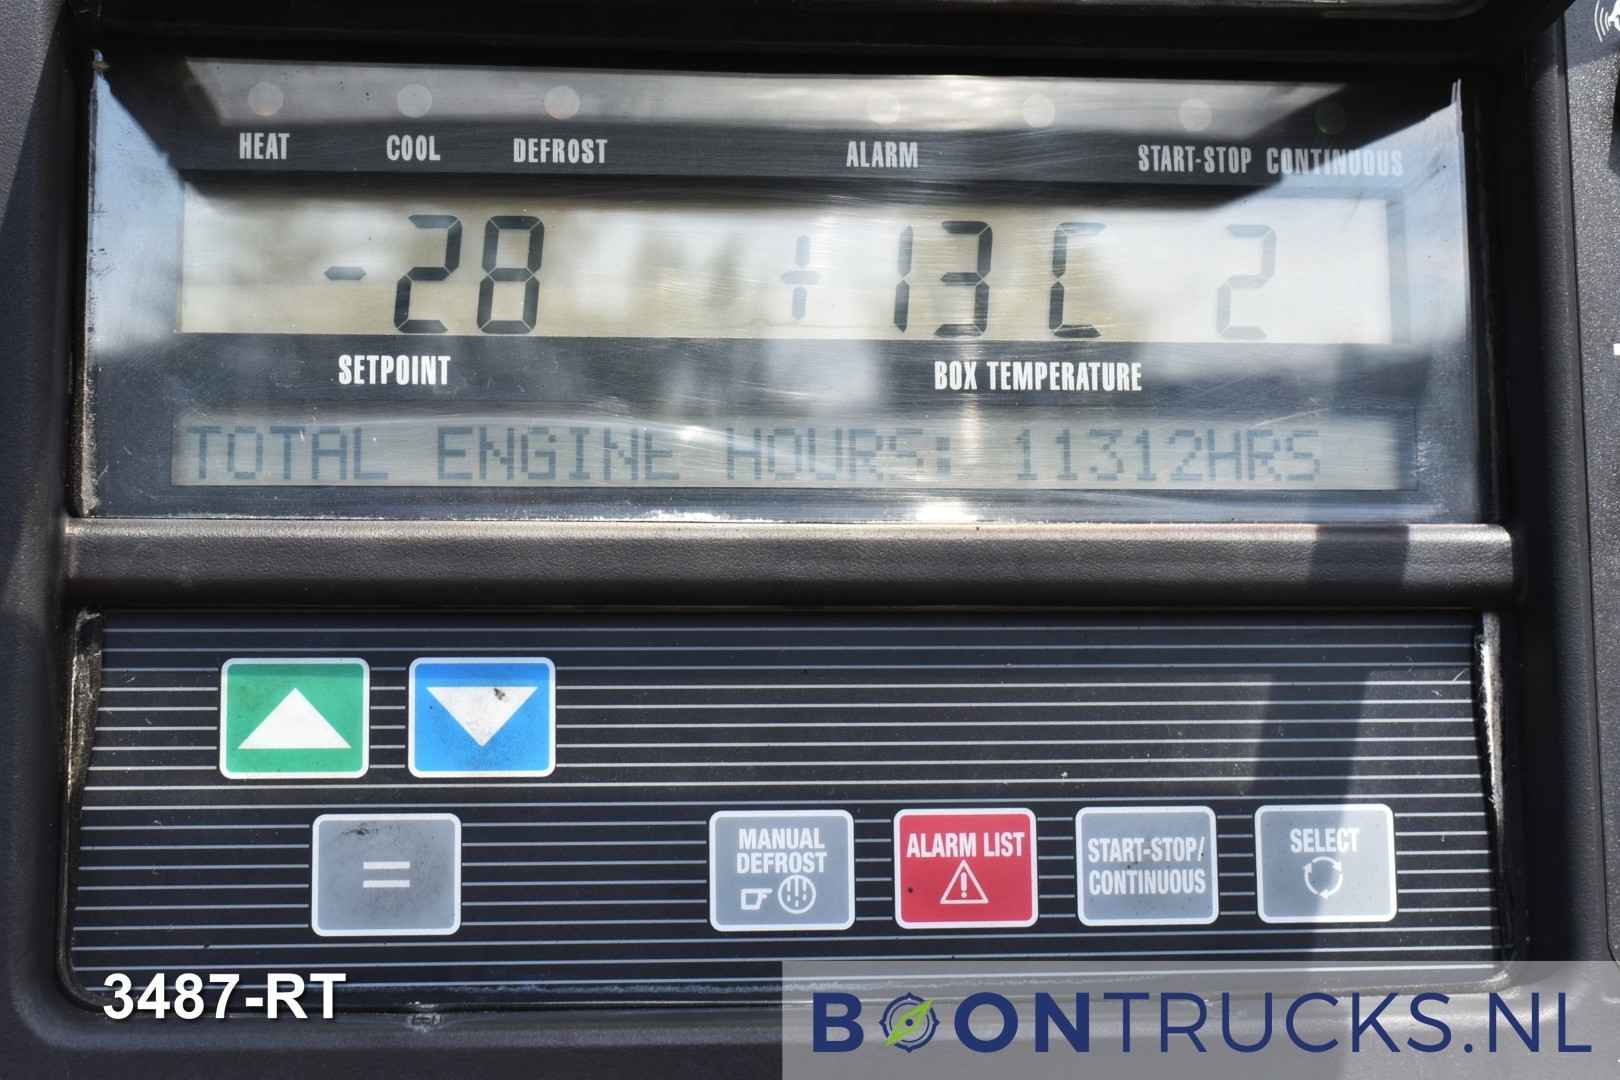 HEAT COOL DEFROST ALARM START-STOP CONTINUOUS
-28 +13C 2
SETPOINT BOX TEMPERATURE
TOTAL ENGINE HOURS: 11312HRS
=
MANUAL DEFROST
ALARM LIST
START-STOP/
CONTINUOUS
SELECT
3487-RT
BOONTRUCKS.NL